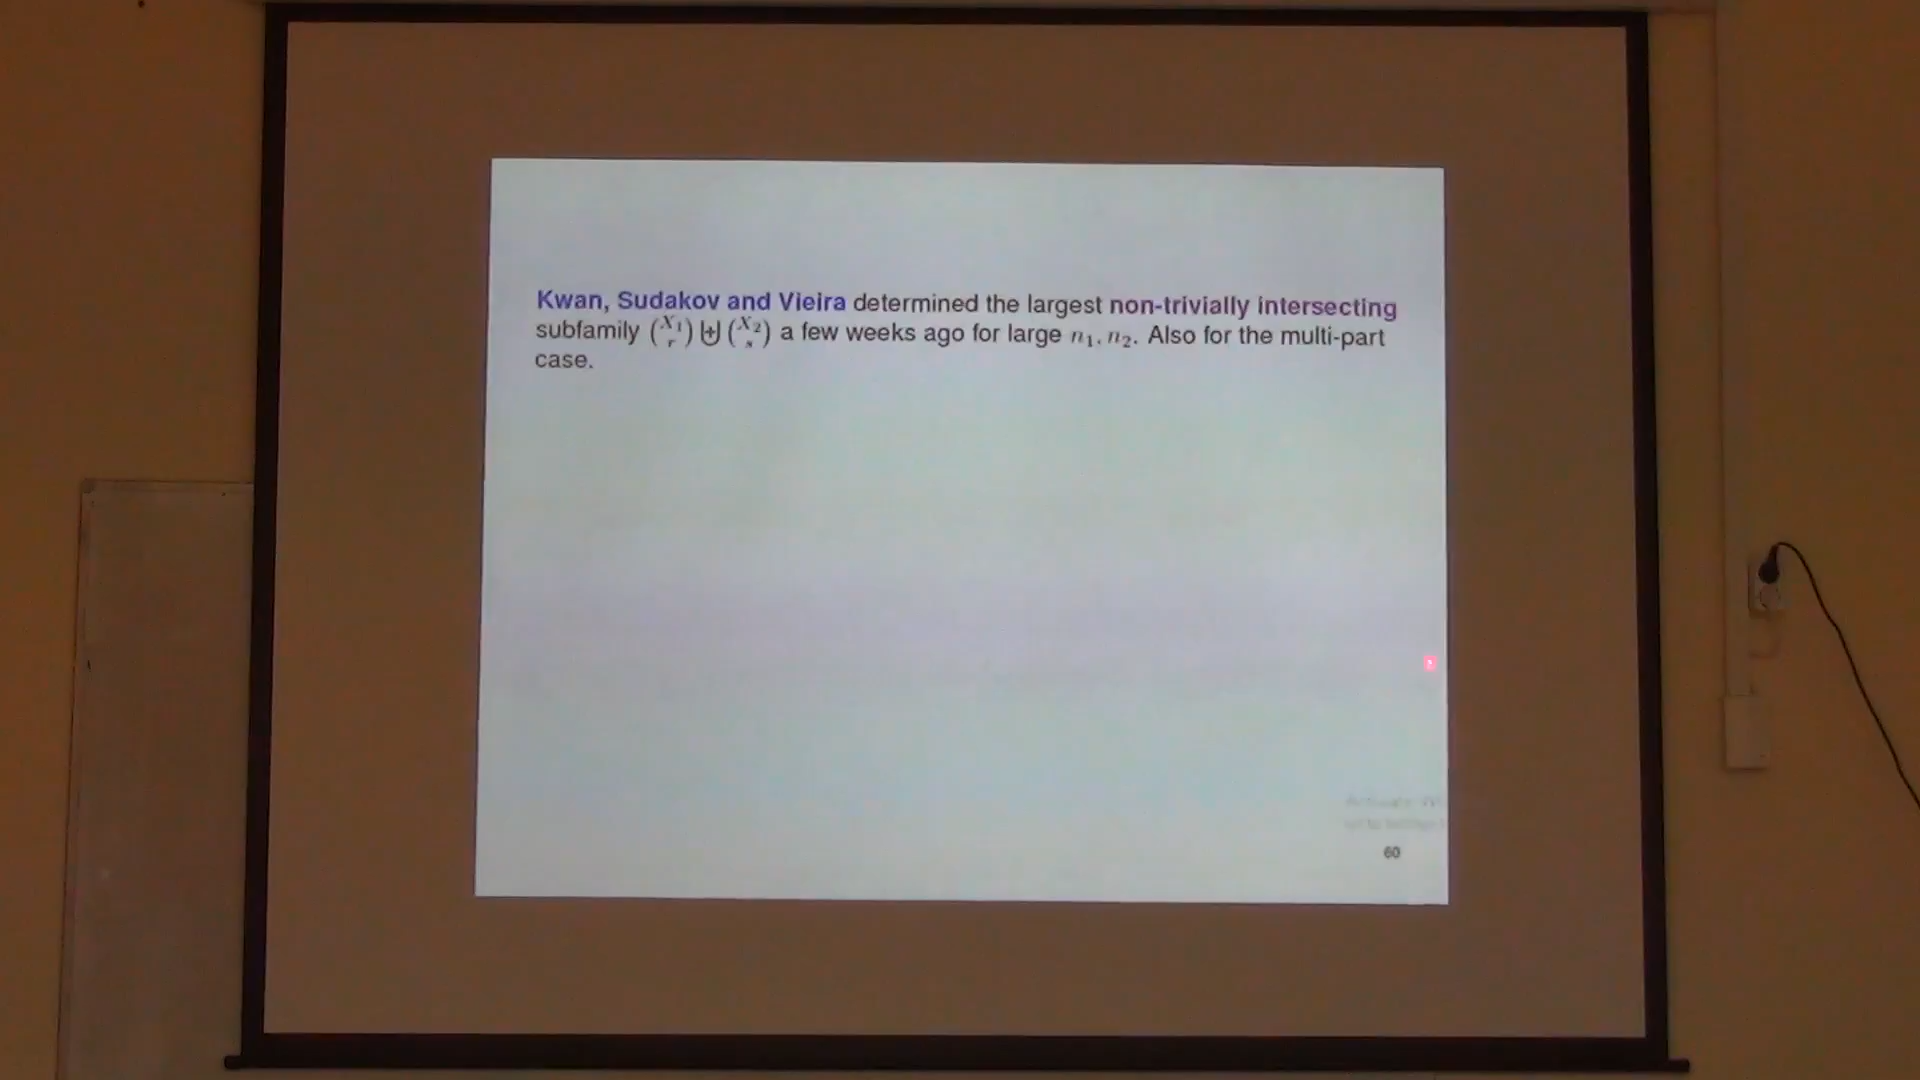 Kwan, Sudakov and Vieira determined the largest non-trivially intersecting
subfamily $\binom{X_1}{r} \uplus \binom{X_2}{s}$ a few weeks ago for large $n_1, n_2$. Also for the multi-part
case.
60